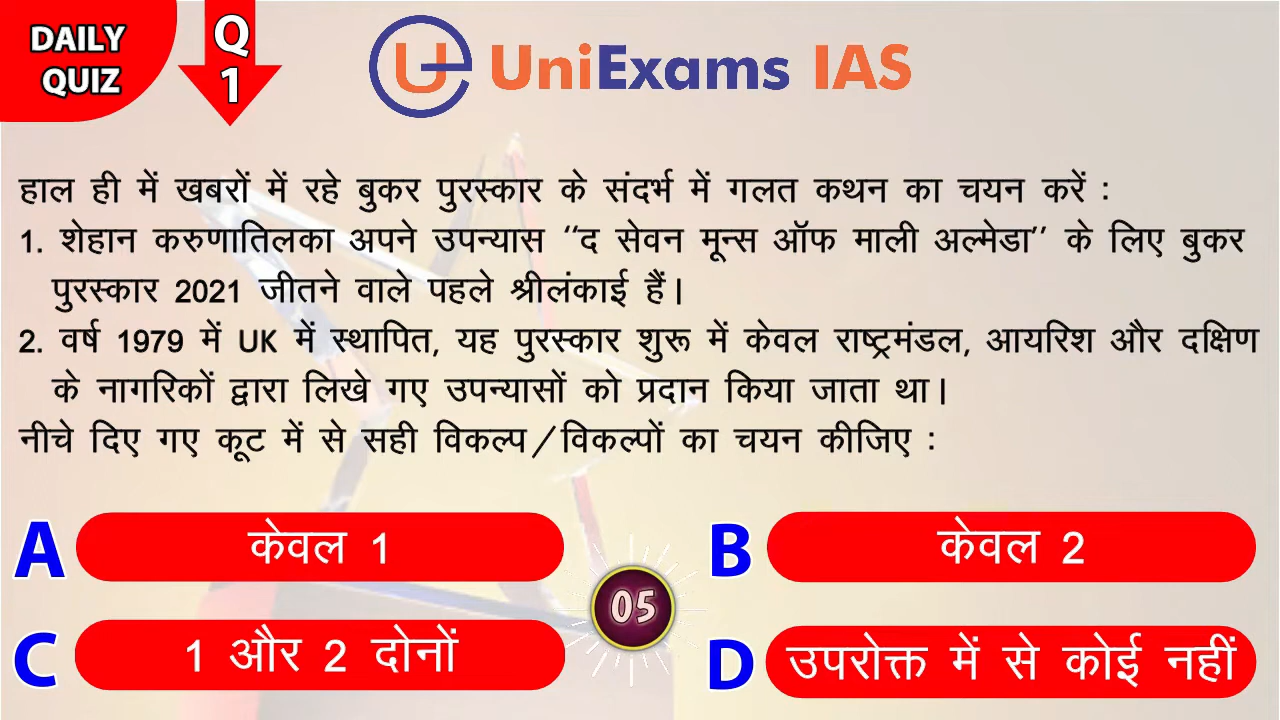 DAILY
QUIZ
Q
1
UniExams IAS
हाल ही में खबरों में रहे बुकर पुरस्कार के संदर्भ में गलत कथन का चयन करें :
1. शेहान करुणातिलका अपने उपन्यास “द सेवन मून्स ऑफ माली अल्मेडा” के लिए बुकर
पुरस्कार 2021 जीतने वाले पहले श्रीलंकाई हैं।
2. वर्ष 1979 में UK में स्थापित, यह पुरस्कार शुरू में केवल राष्ट्रमंडल, आयरिश और दक्षिण
के नागरिकों द्वारा लिखे गए उपन्यासों को प्रदान किया जाता था।
नीचे दिए गए कूट में से सही विकल्प/विकल्पों का चयन कीजिए :
A केवल 1
B केवल 2
C 1 और 2 दोनों
05
D उपरोक्त में से कोई नहीं